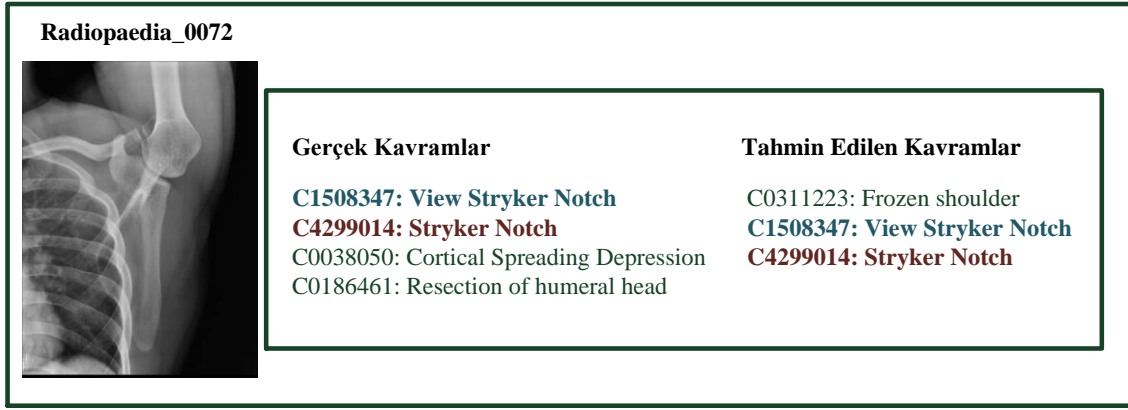 Radiopaedia_0072
Gerçek Kavramlar
C1508347: View Stryker Notch
C4299014: Stryker Notch
C0038050: Cortical Spreading Depression
C0186461: Resection of humeral head
Tahmin Edilen Kavramlar
C0311223: Frozen shoulder
C1508347: View Stryker Notch
C4299014: Stryker Notch